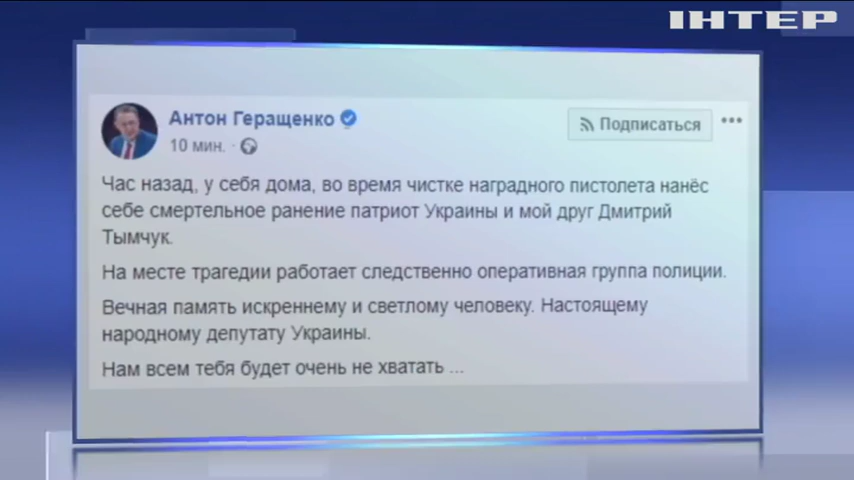 ІНТЕР
Антон Геращенко
10 мин. ·
Подписаться
Час назад, у себя дома, во время чистке наградного пистолета нанёс
себе смертельное ранение патриот Украины и мой друг Дмитрий
Тымчук.
На месте трагедии работает следственно оперативная группа полиции.
Вечная память искреннему и светлому человеку. Настоящему
народному депутату Украины.
Нам всем тебя будет очень не хватать ...